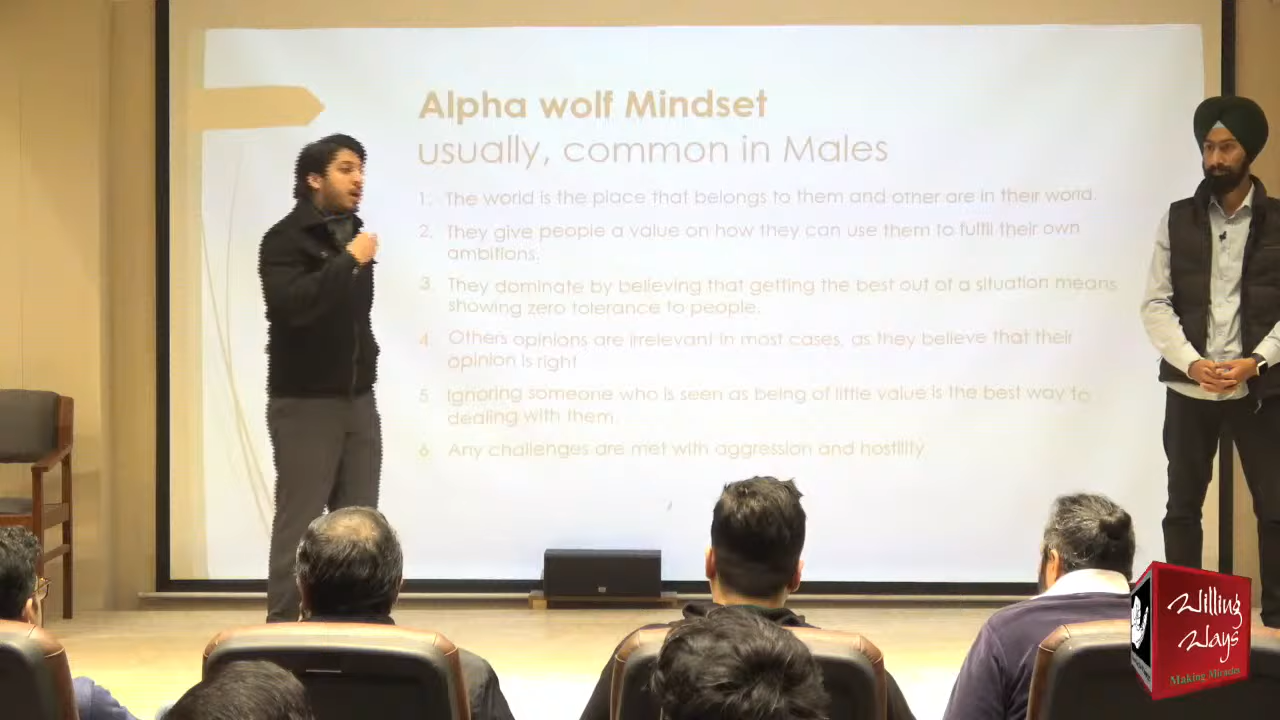 Alpha wolf Mindset
usually, common in Males
1. The world is the place that belongs to them and other are in their world.
2. They give people a value on how they can use them to fulfil their own
ambitions.
3. They dominate by believing that getting the best out of a situation means
showing zero tolerance to people.
4. Others opinions are irrelevant in most cases, as they believe that their
opinion is right
5. Ignoring someone who is seen as being of little value is the best way to
dealing with them.
6. Any challenges are met with aggression and hostility
Willing
Ways
Making Miracles